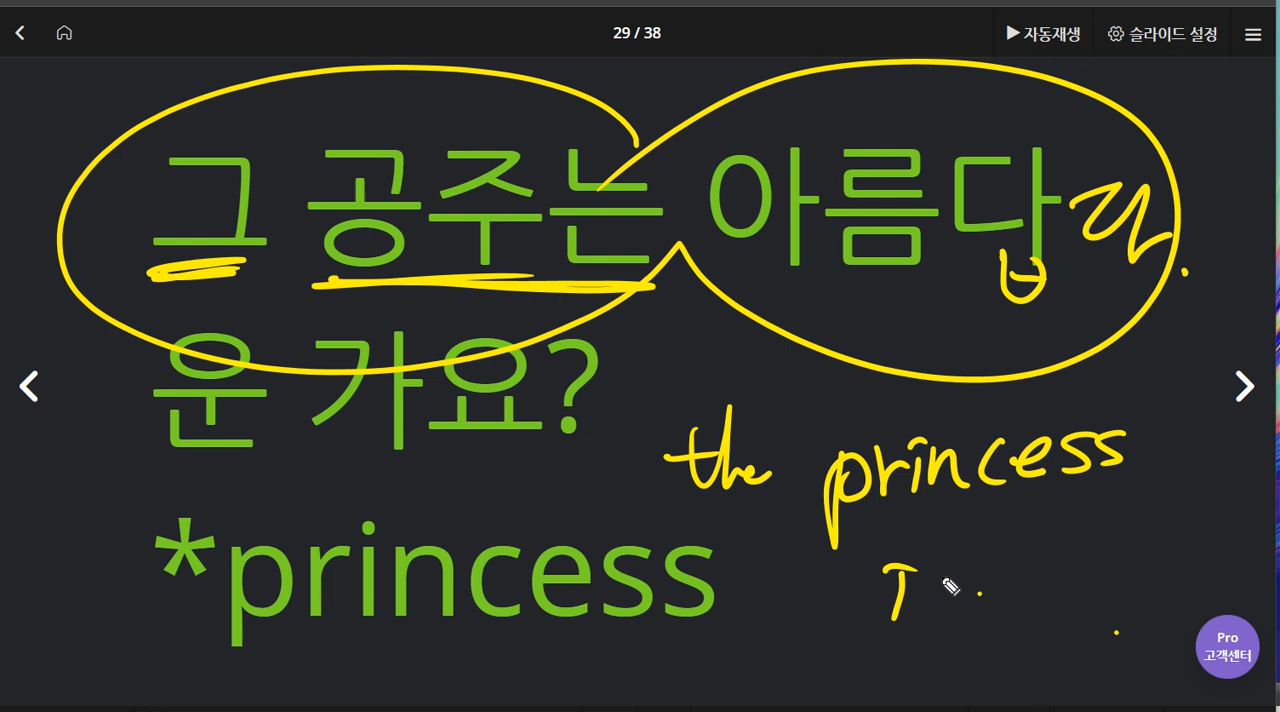 29 / 38
▶자동재생
슬라이드 설정
그 공주는 아름답
운 가요?
the princess
*princess
I
Pro
고객센터